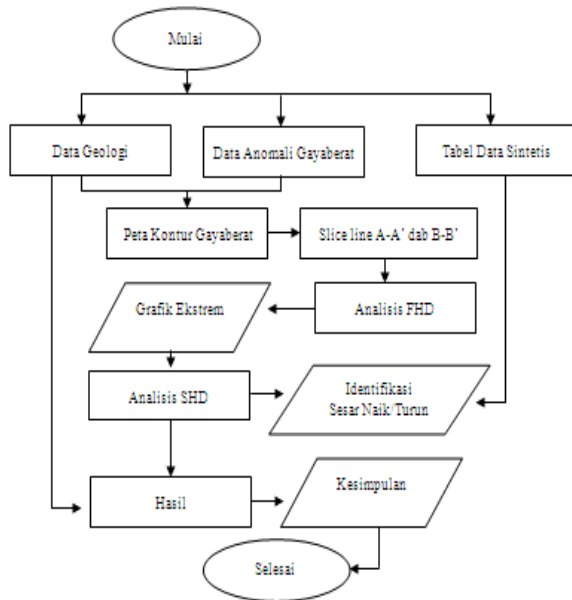 Mulai
Data Geologi
Data Anomali Gayaberat
Tabel Data Sintetis
Peta Kontur Gayaberat
Slice line A-A’ dab B-B’
Grafik Ekstrem
Analisis FHD
Analisis SHD
Identifikasi
Sesar Naik/Turun
Hasil
Kesimpulan
Selesai